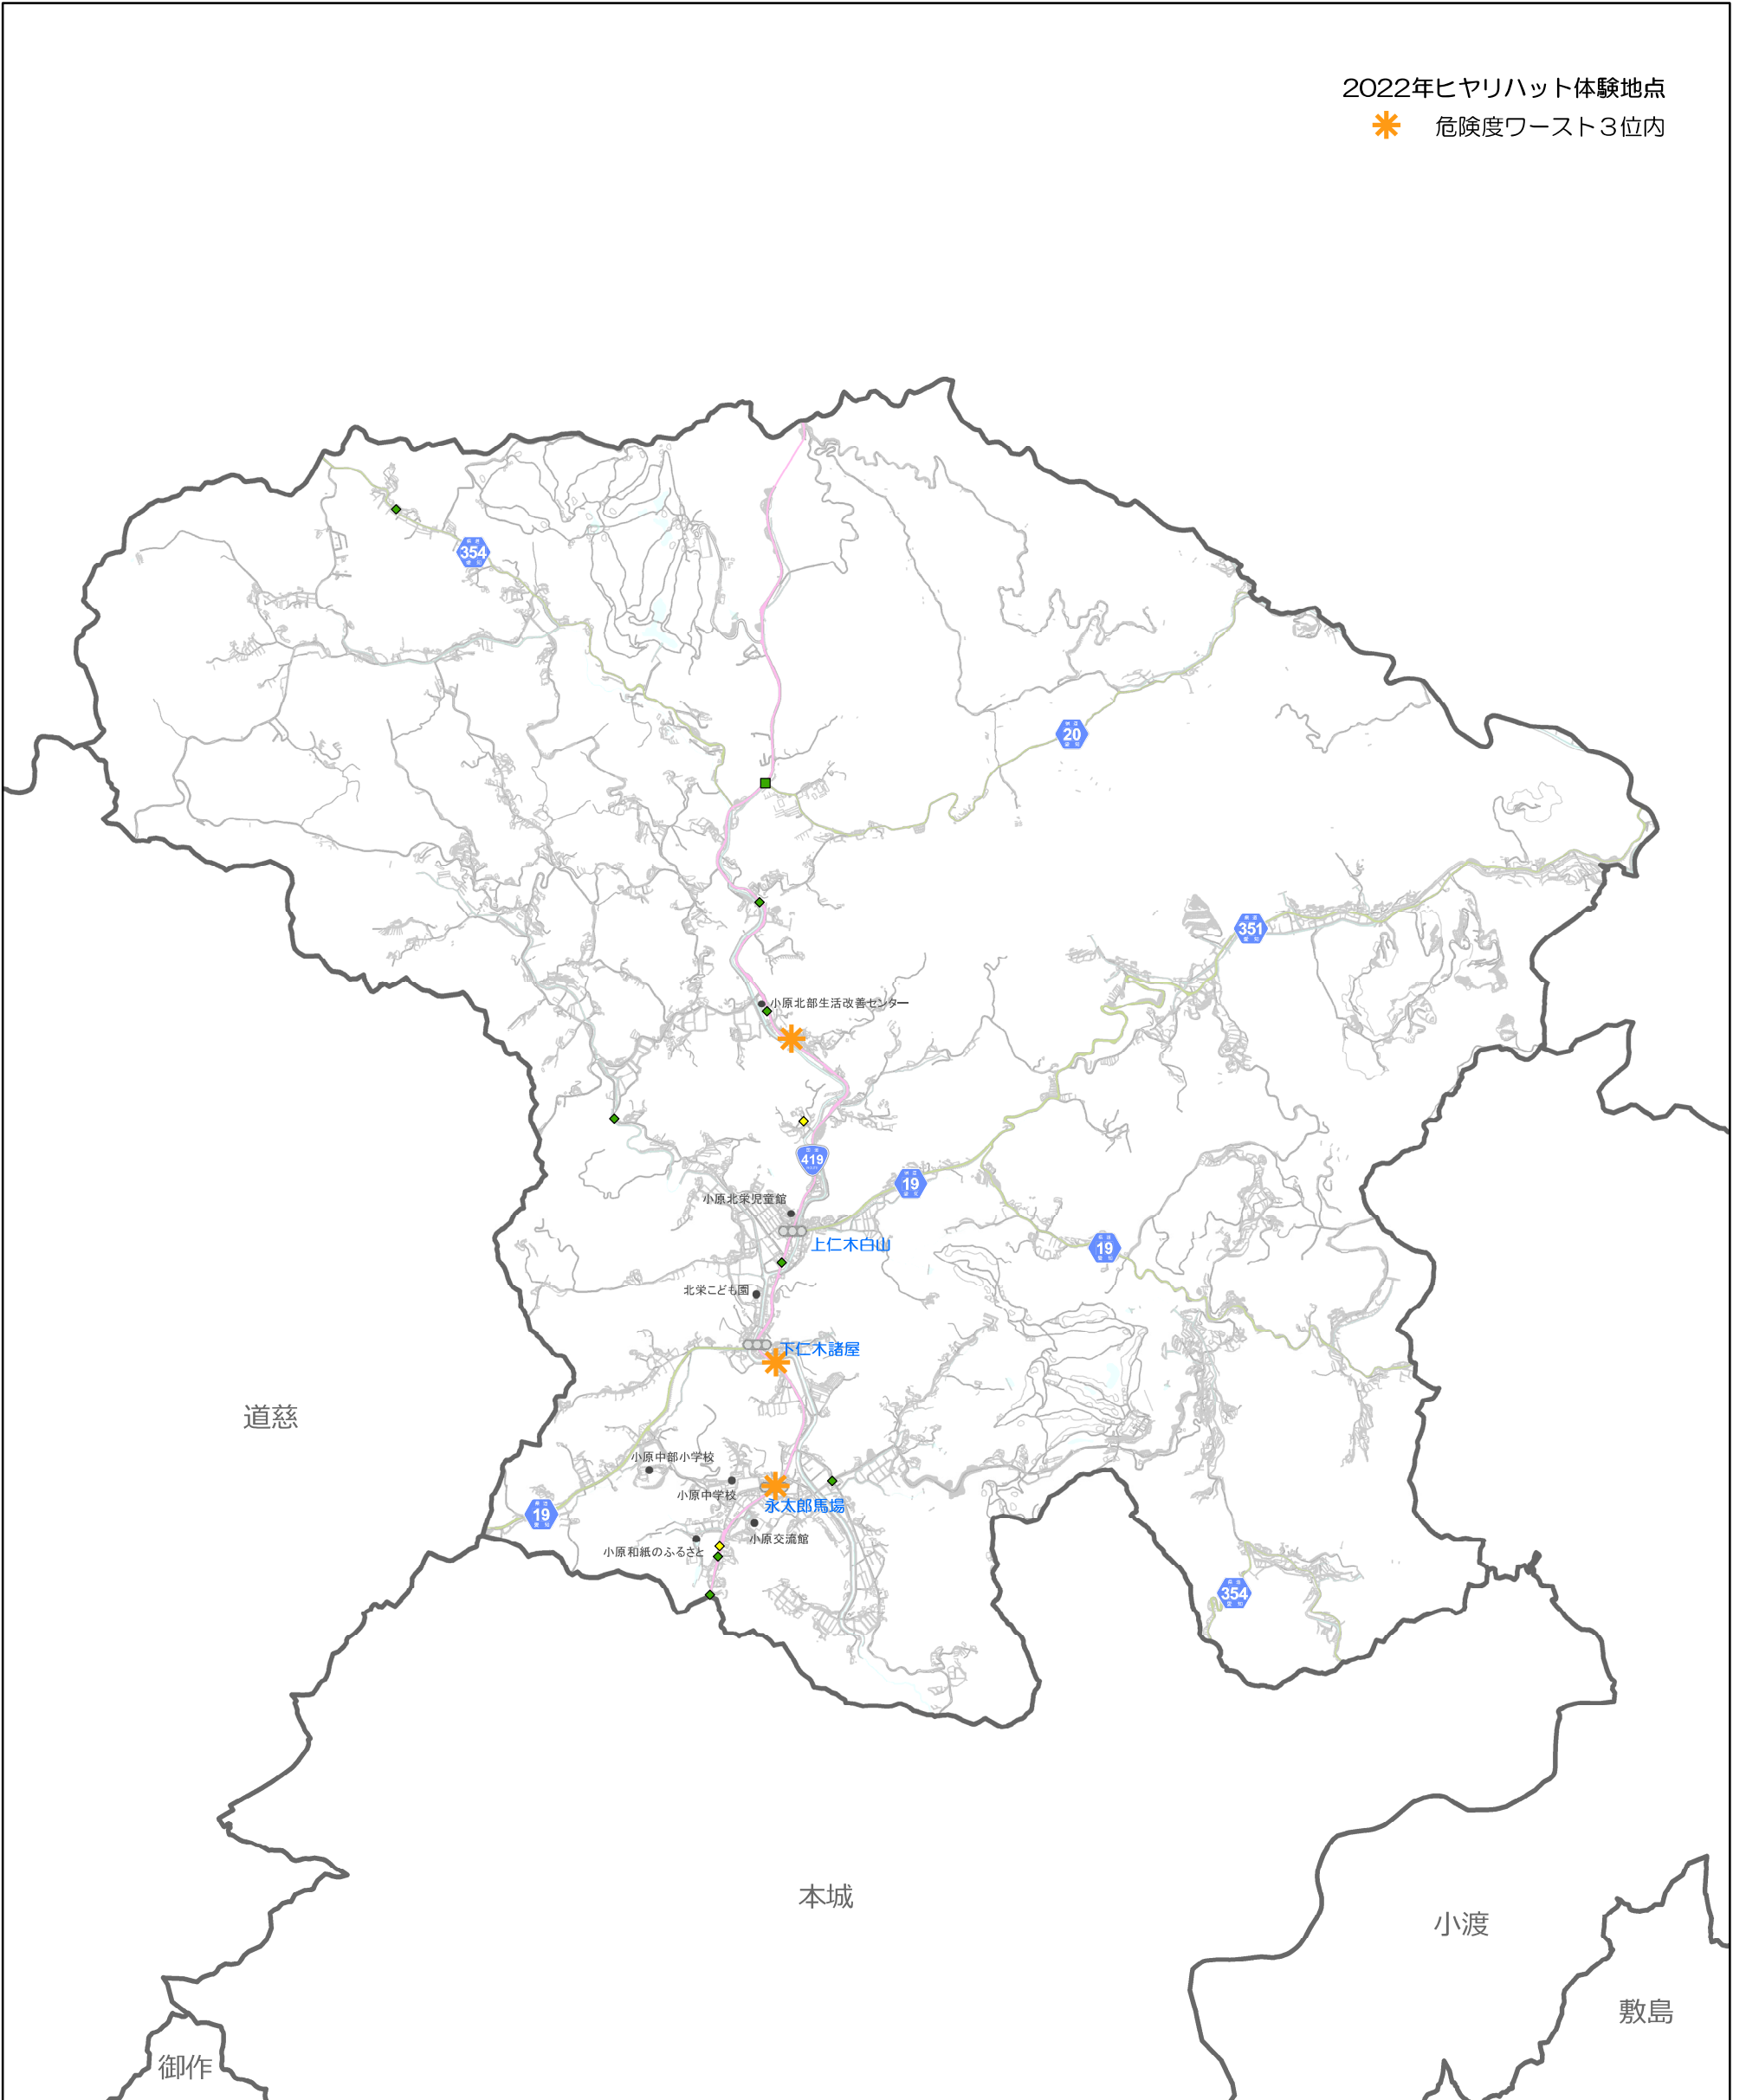 2022年ヒヤリハット体験地点
危険度ワースト３位内
354
20
351
小原北部生活改善センター
419
19
小原北栄児童館
上仁木白山
19
北栄こども園
下仁木諸屋
道慈
小原中部小学校
小原中学校
永太郎馬場
19
小原交流館
小原和紙のふるさと
354
本城
小渡
敷島
御作